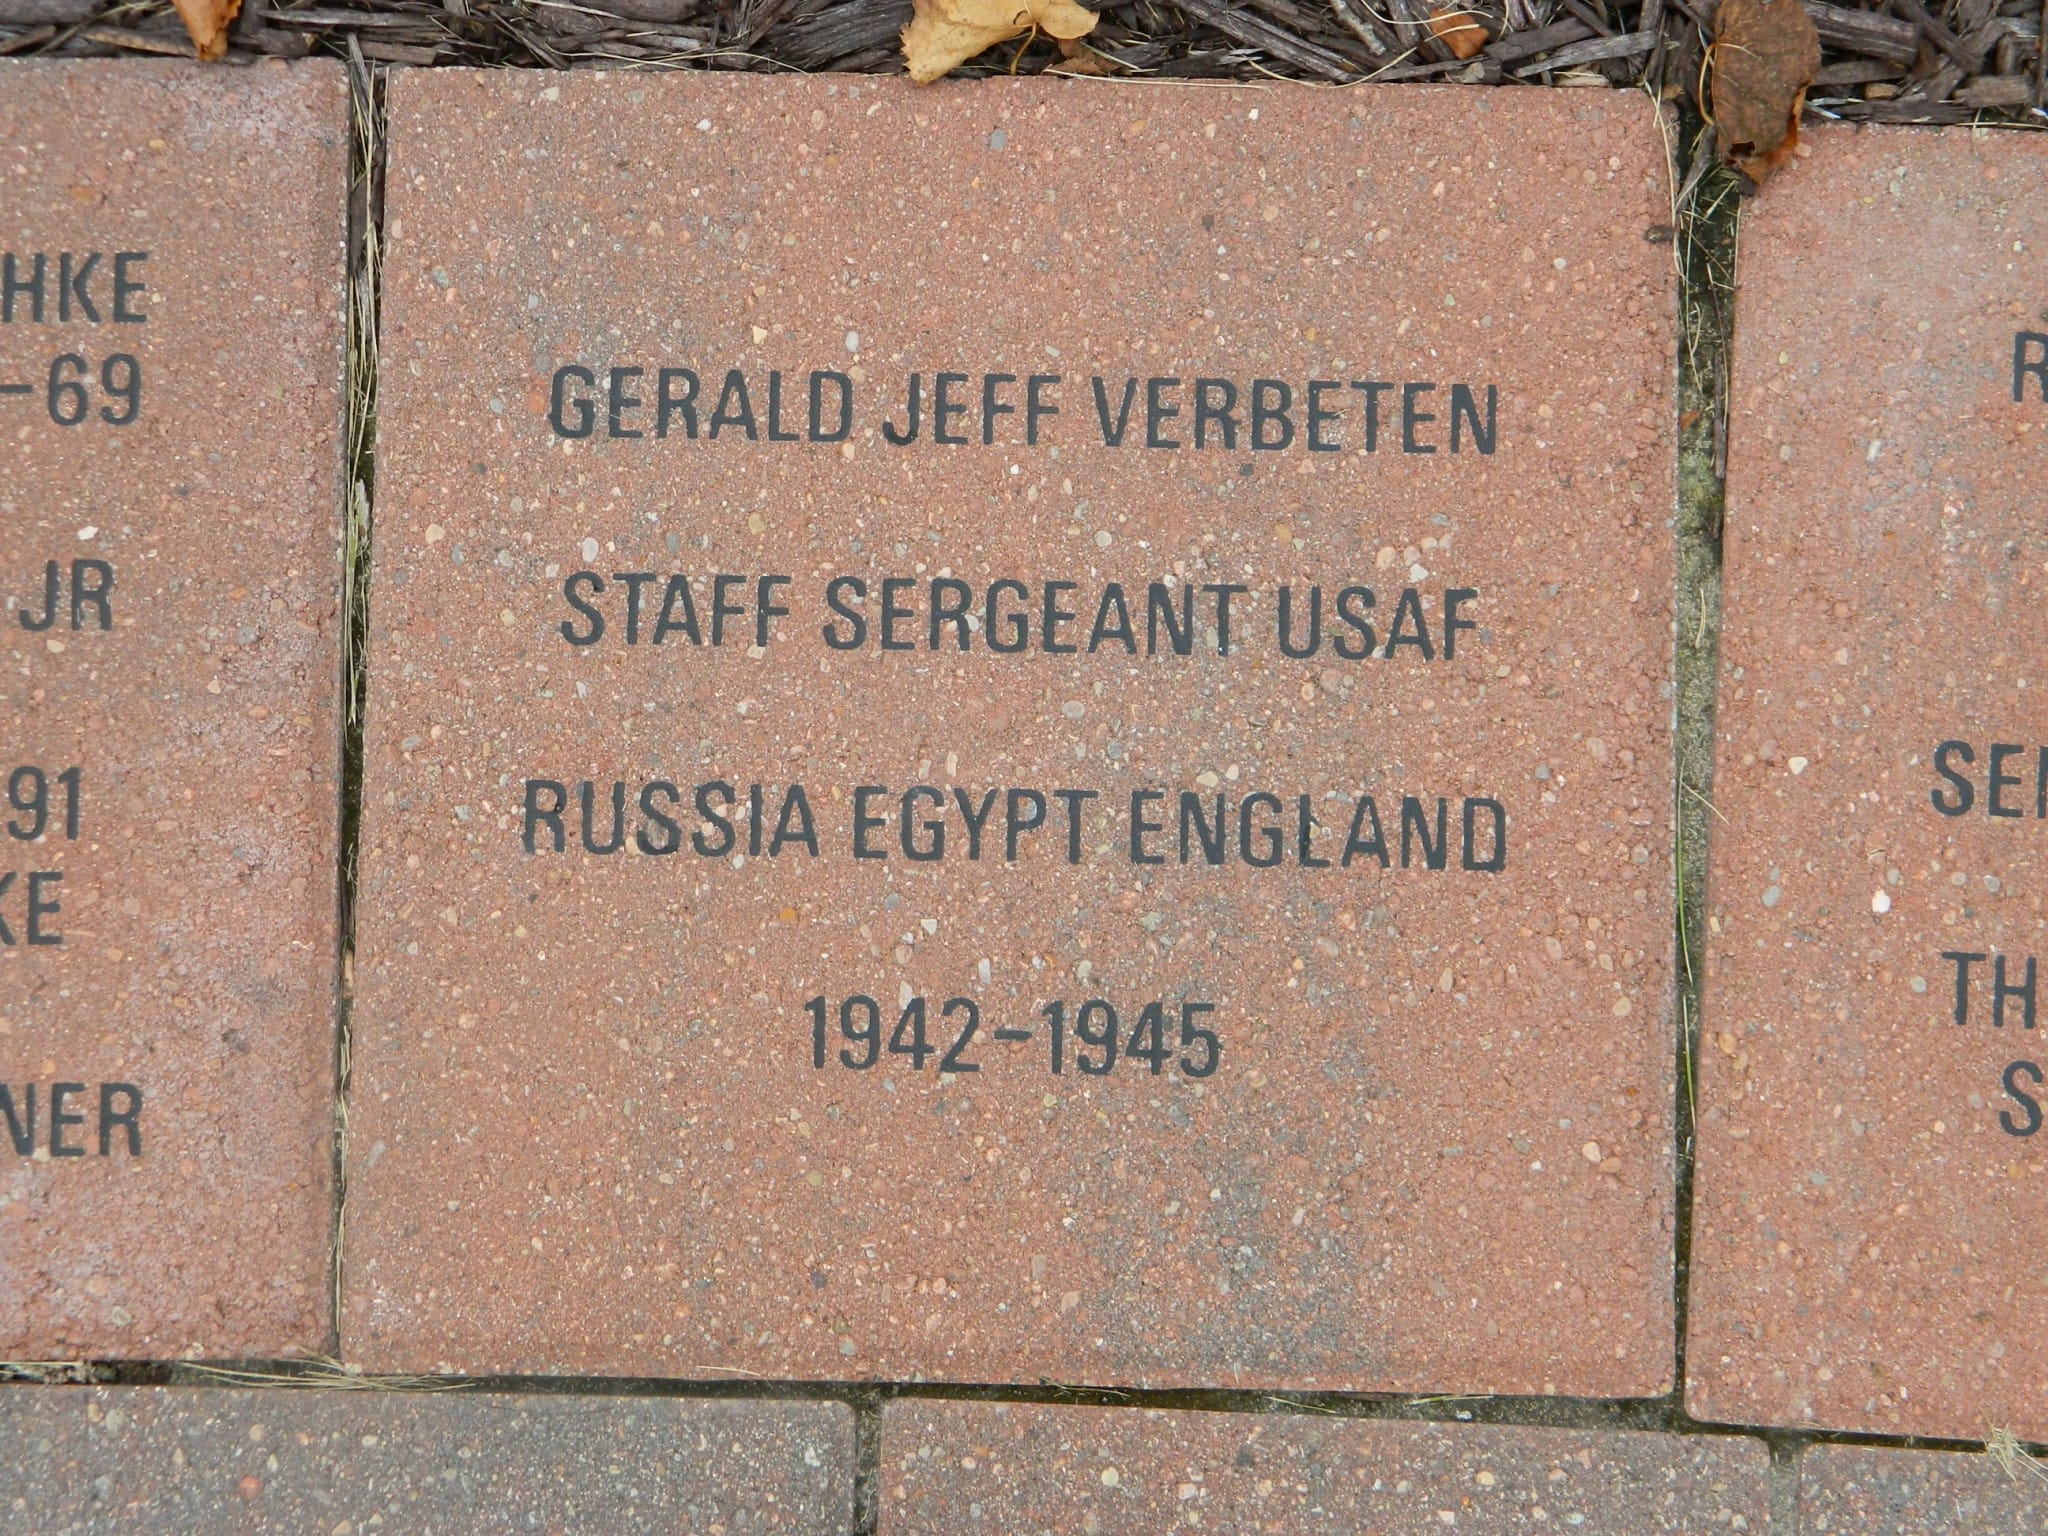 GERALD JEFF VERBETEN
STAFF SERGEANT USAF
RUSSIA EGYPT ENGLAND
1942-1945
HKE
-69
JR
91
KE
NER
R
SE
TH
S